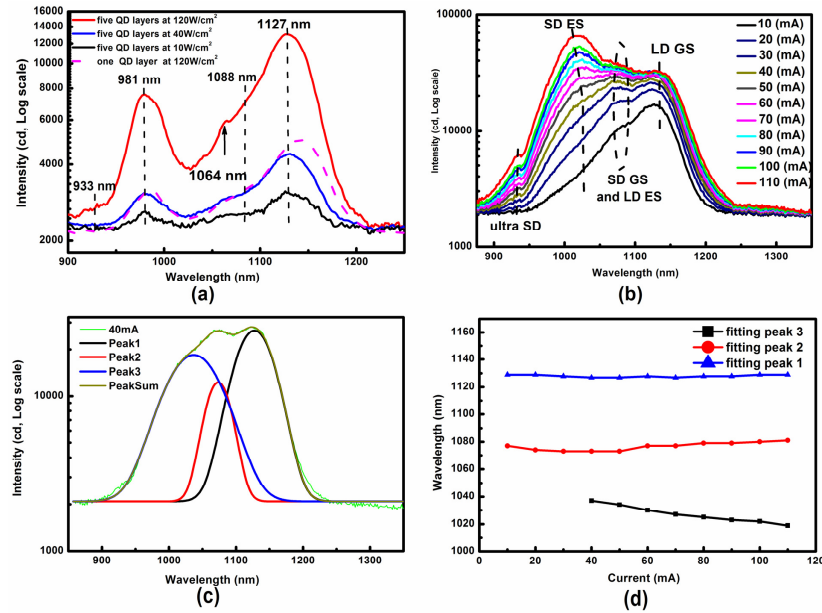 (a)
five QD layers at 120W/cm²
five QD layers at 40W/cm²
five QD layers at 10W/cm²
one QD layer at 120W/cm²
1127 nm
981 nm
1088 nm
933 nm
1064 nm
Intensity (cd, Log scale)
16000
14000
12000
10000
8000
6000
4000
2000
900 1000 1100 1200
Wavelength (nm)
(a)
(b)
SD ES
LD GS
SD GS
and LD ES
ultra SD
10 (mA)
20 (mA)
30 (mA)
40 (mA)
50 (mA)
60 (mA)
70 (mA)
80 (mA)
90 (mA)
100 (mA)
110 (mA)
Intensity (cd, Log scale)
100000
10000
1000
900 1000 1100 1200 1300
Wavelength (nm)
(b)
40mA
Peak1
Peak2
Peak3
PeakSum
Intensity (cd, Log scale)
10000
1000
900 1000 1100 1200 1300
Wavelength (nm)
(c)
fitting peak 3
fitting peak 2
fitting peak 1
Wavelength (nm)
1160
1140
1120
1100
1080
1060
1040
1020
1000
0 20 40 60 80 100 120
Current (mA)
(d)